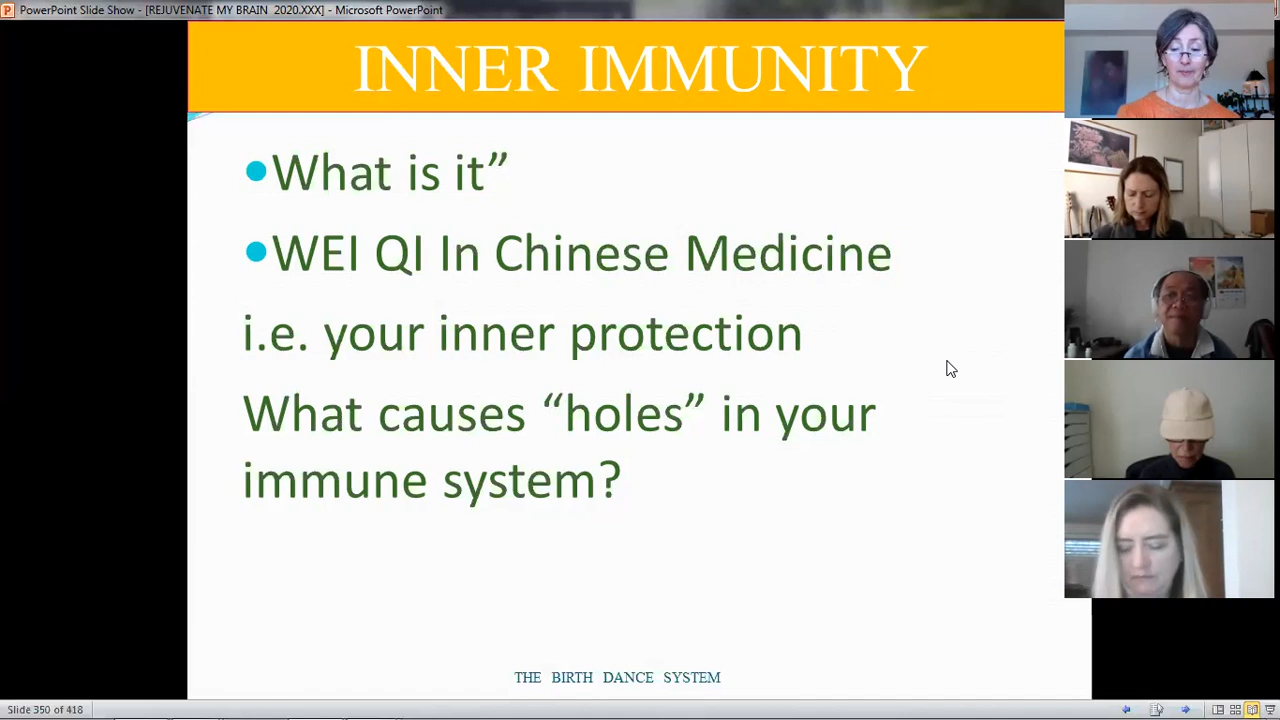 PowerPoint Slide Show - [REJUVENATE MY BRAIN 2020.XXX] - Microsoft PowerPoint
INNER IMMUNITY
•What is it”
•WEI QI In Chinese Medicine
i.e. your inner protection
What causes “holes” in your
immune system?
THE BIRTH DANCE SYSTEM
Slide 350 of 418